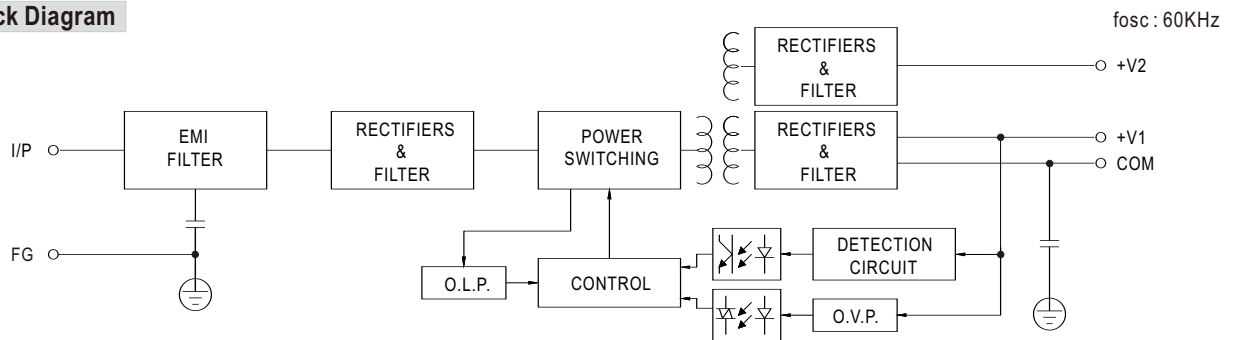 Diagram
fosc : 60KHz
RECTIFIERS
&
FILTER
+V2
I/P
EMI
FILTER
RECTIFIERS
&
FILTER
POWER
SWITCHING
RECTIFIERS
&
FILTER
+V1
COM
FG
O.L.P.
CONTROL
DETECTION
CIRCUIT
O.V.P.